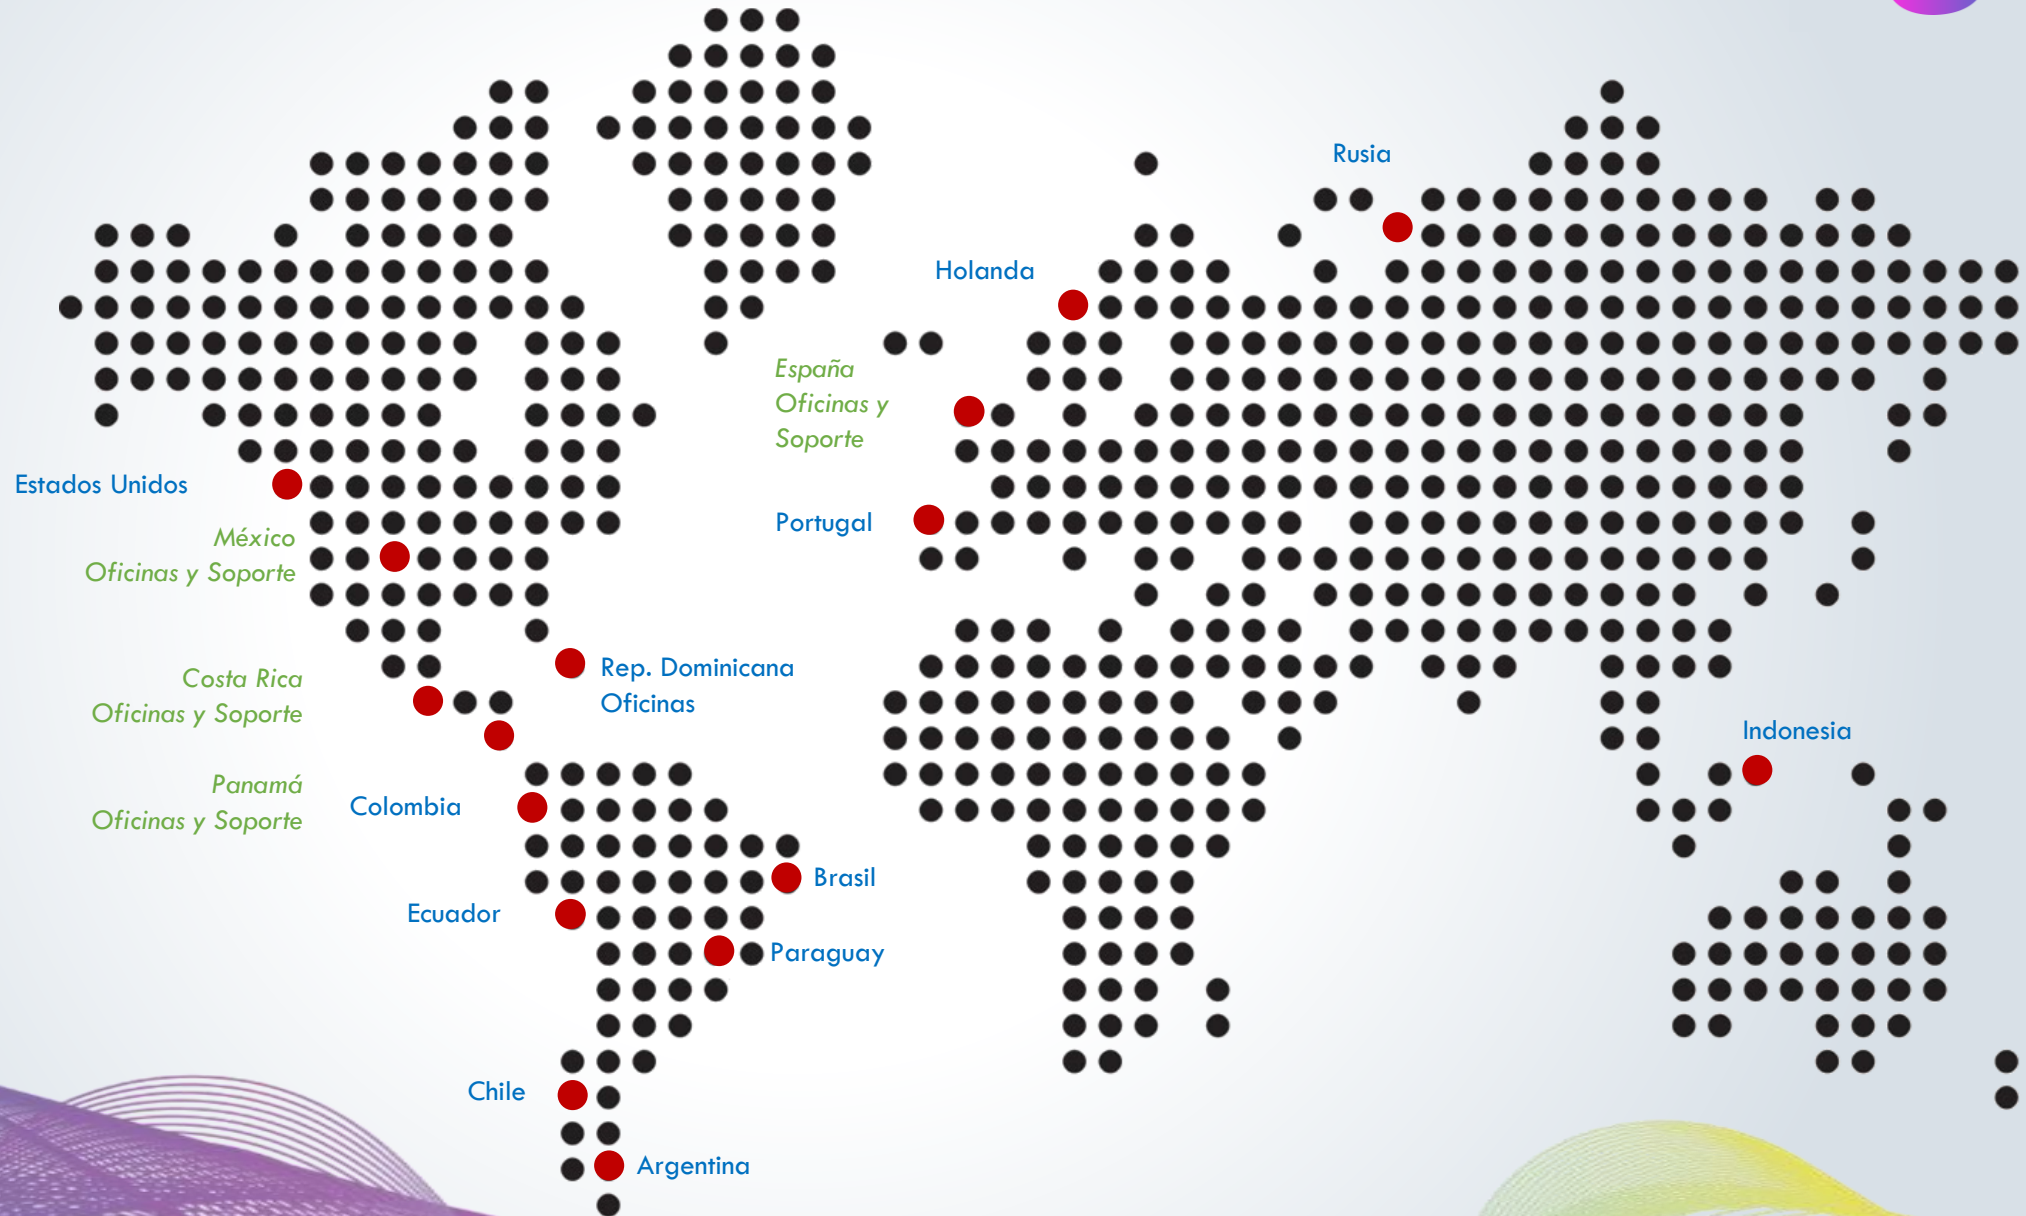 Rusia
Holanda
España
Oficinas y
Soporte
Estados Unidos
Portugal
México
Oficinas y Soporte
Rep. Dominicana
Oficinas
Costa Rica
Oficinas y Soporte
Indonesia
Panamá
Oficinas y Soporte
Colombia
Brasil
Ecuador
Paraguay
Chile
Argentina